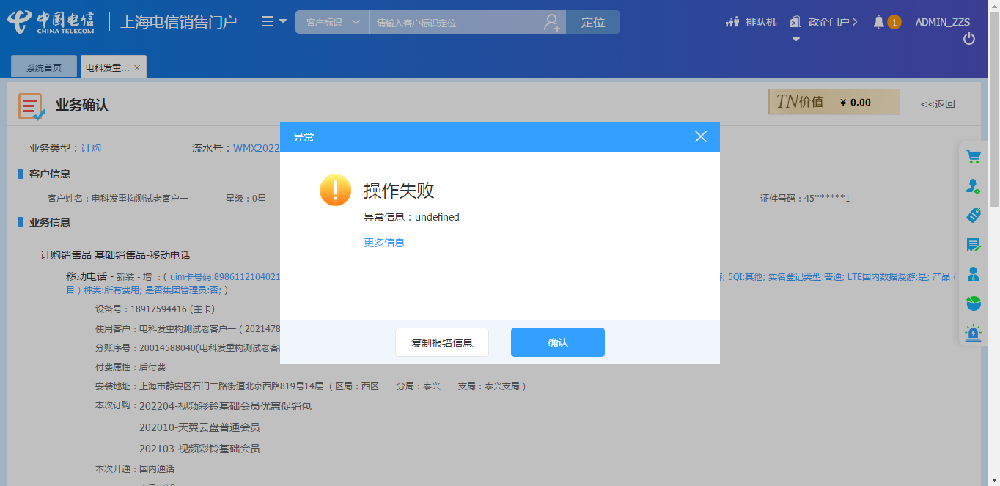 中国电信
CHINA TELECOM
上海电信销售门户
客户标识
请输入客户标识定位
定位
排队机
政企门户
1
ADMIN_ZZS
系统首页
电科发重... ×
业务确认
TN价值 ¥ 0.00
<<返回
业务类型：订购
流水号：WMX2022
客户信息
客户姓名：电科发重构测试老客户一
星级：0星
证件号码：45******1
业务信息
订购销售品 基础销售品-移动电话
移动电话 - 新装 - 增 ：( uim卡号码:8986112104021
; 5QI:其他; 实名登记类型:普通; LTE国内数据漫游:是; 产品（
目）种类:所有费用; 是否集团管理员:否; )
设备号：18917594416 (主卡)
使用客户：电科发重构测试老客户一（2021478
分账序号：20014588040(电科发重构测试老客
付费属性：后付费
安装地址：上海市静安区石门二路街道北京西路819号14层 （ 区局：西区 分局：泰兴 支局：泰兴支局 ）
本次订购：202204-视频彩铃基础会员优惠促销包
202010-天翼云盘普通会员
202103-视频彩铃基础会员
本次开通：国内通话
异常
操作失败
异常信息：undefined
更多信息
复制报错信息
确认